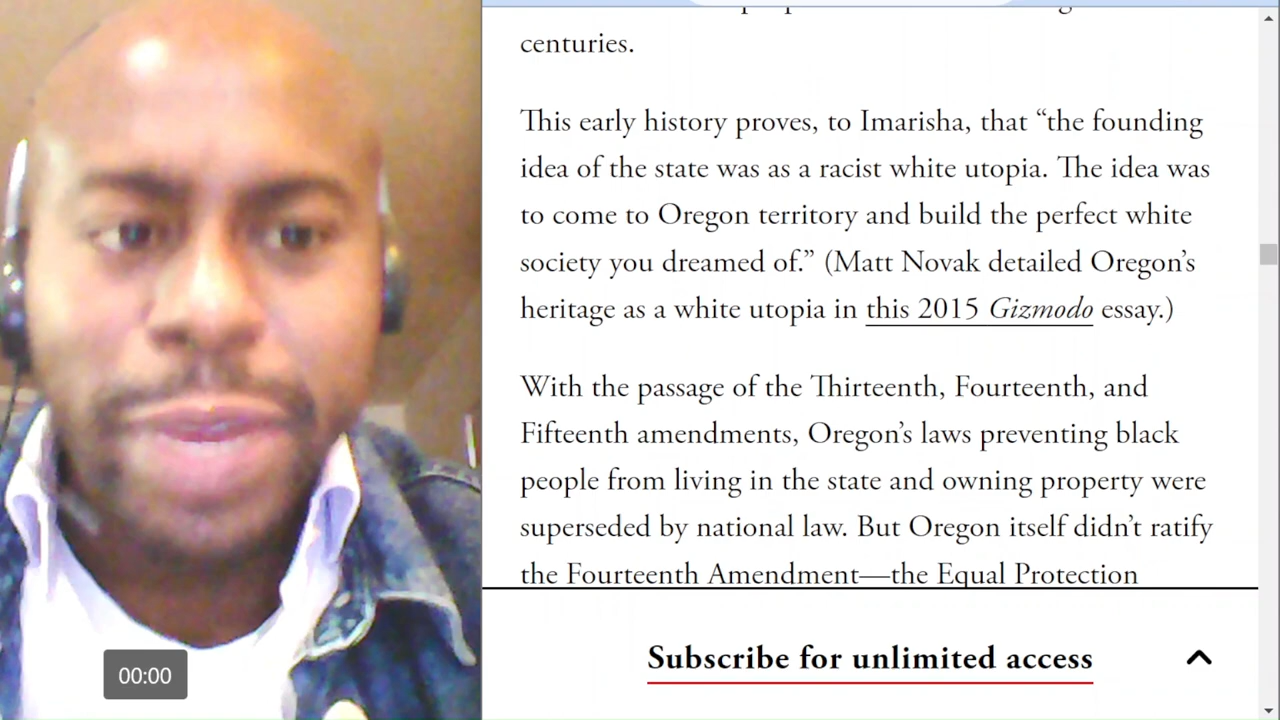 centuries.
This early history proves, to Imarisha, that “the founding
idea of the state was as a racist white utopia. The idea was
to come to Oregon territory and build the perfect white
society you dreamed of.” (Matt Novak detailed Oregon’s
heritage as a white utopia in this 2015 Gizmodo essay.)
With the passage of the Thirteenth, Fourteenth, and
Fifteenth amendments, Oregon’s laws preventing black
people from living in the state and owning property were
superseded by national law. But Oregon itself didn’t ratify
the Fourteenth Amendment—the Equal Protection
Subscribe for unlimited access
00:00